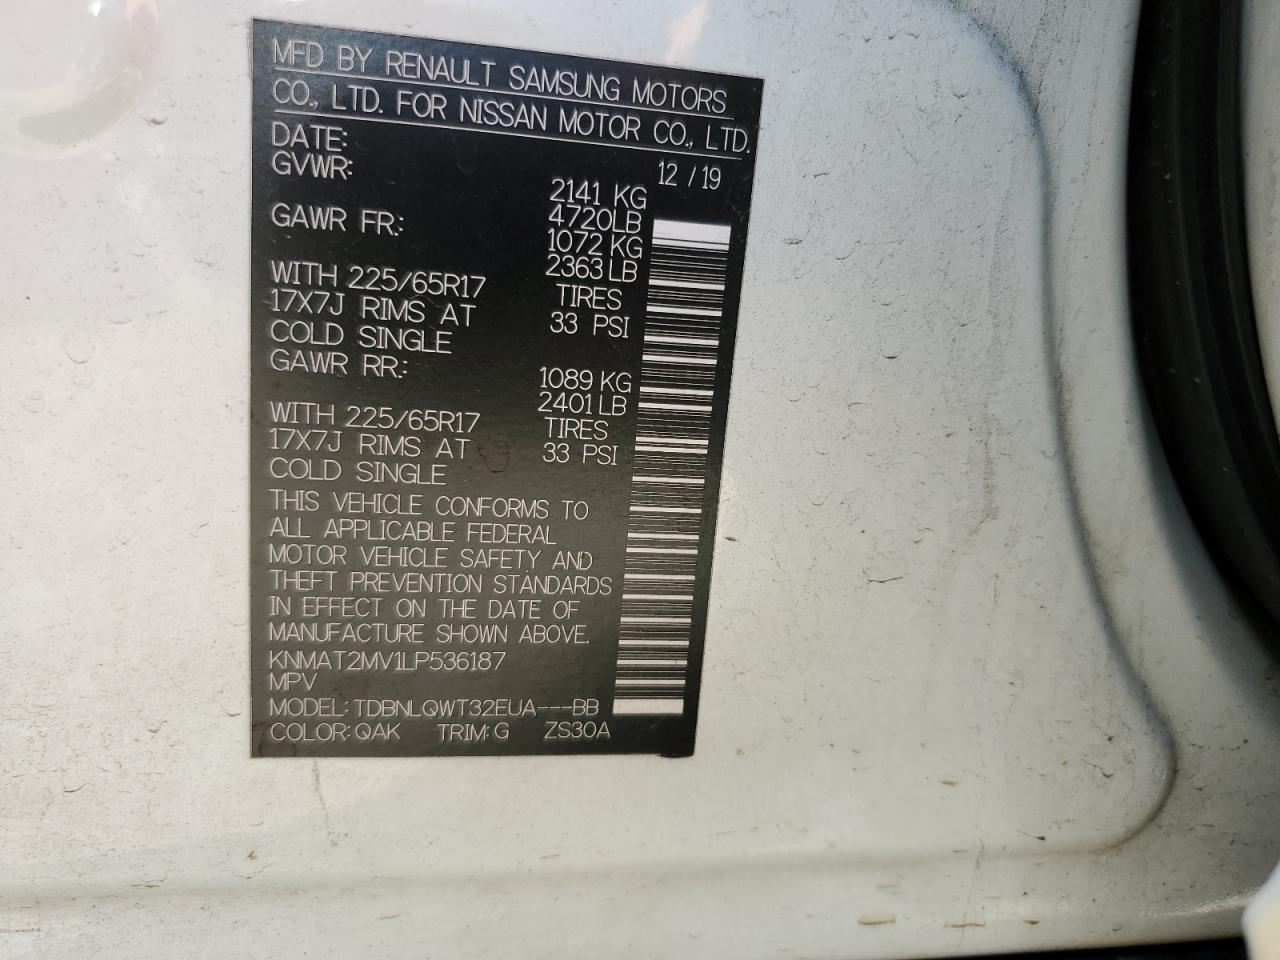 MFD BY RENAULT SAMSUNG MOTORS
CO., LTD. FOR NISSAN MOTOR CO., LTD.
DATE: 12 / 19
GVWR: 2141 KG
4720LB
GAWR FR: 1072 KG
2363 LB
WITH 225/65R17 TIRES
17X7J RIMS AT 33 PSI
COLD SINGLE
GAWR RR: 1089 KG
2401 LB
WITH 225/65R17 TIRES
17X7J RIMS AT 33 PSI
COLD SINGLE
THIS VEHICLE CONFORMS TO
ALL APPLICABLE FEDERAL
MOTOR VEHICLE SAFETY AND
THEFT PREVENTION STANDARDS
IN EFFECT ON THE DATE OF
MANUFACTURE SHOWN ABOVE.
KNMAT2MV1LP536187
MPV
MODEL: TDBNLQWT32EUA---BB
COLOR: QAK TRIM: G ZS30A